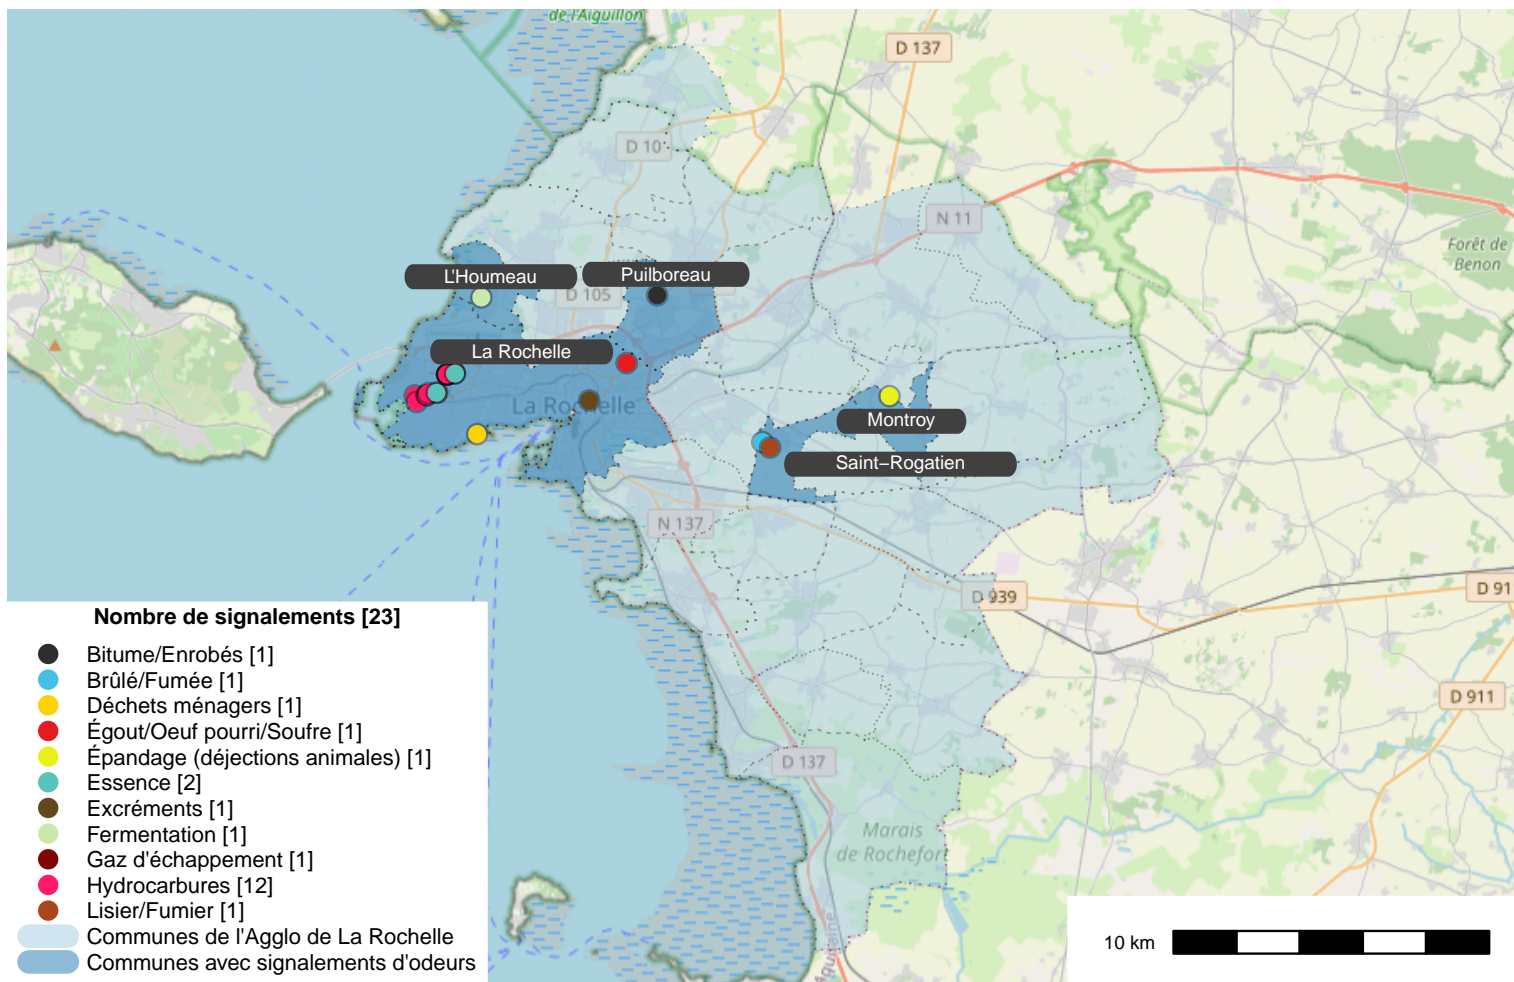 de l'Aiguillon
D 137
D 10
N 11
Forêt de
Benon
L'Houmeau
Puilboreau
D 105
La Rochelle
La Rochelle
Montroy
Saint-Rogatien
N 137
D 939
D 91
D 911
D 137
Marais
de Rochefort
Aquitaine
Nombre de signalements [23]
Bitume/Enrobés [1]
Brûlé/Fumée [1]
Déchets ménagers [1]
Égout/Oeuf pourri/Soufre [1]
Épandage (déjections animales) [1]
Essence [2]
Excréments [1]
Fermentation [1]
Gaz d'échappement [1]
Hydrocarbures [12]
Lisier/Fumier [1]
Communes de l'Agglo de La Rochelle
Communes avec signalements d'odeurs
10 km